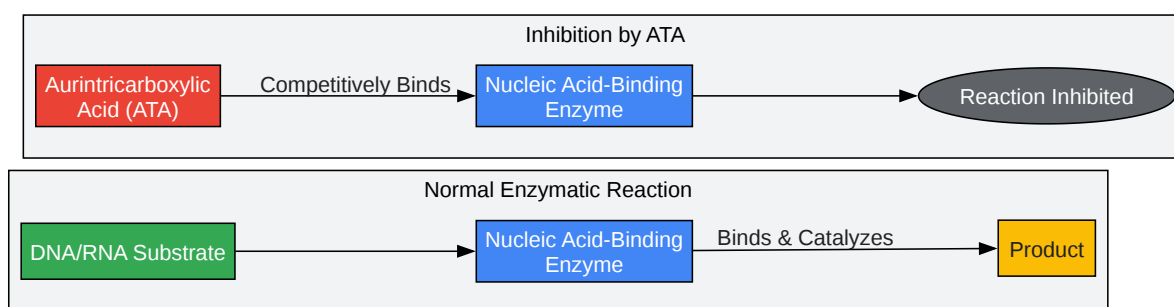 Inhibition by ATA
Aurintricarboxylic
Acid (ATA)
Competitively Binds
Nucleic Acid-Binding
Enzyme
Reaction Inhibited
Normal Enzymatic Reaction
DNA/RNA Substrate
Nucleic Acid-Binding
Enzyme
Binds & Catalyzes
Product